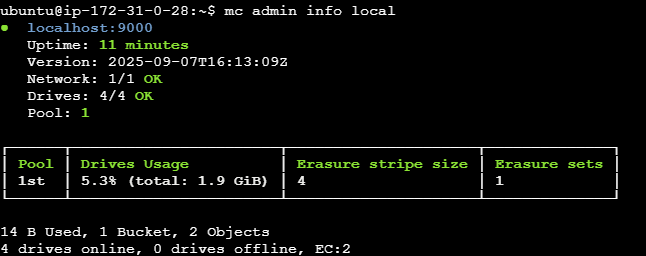 ubuntu@ip-172-31-0-28:~$ mc admin info local
● localhost:9000
Uptime: 11 minutes
Version: 2025-09-07T16:13:09Z
Network: 1/1 OK
Drives: 4/4 OK
Pool: 1
Pool │ Drives Usage │ Erasure stripe size │ Erasure sets
1st │ 5.3% (total: 1.9 GiB) │ 4 │ 1
14 B Used, 1 Bucket, 2 Objects
4 drives online, 0 drives offline, EC:2